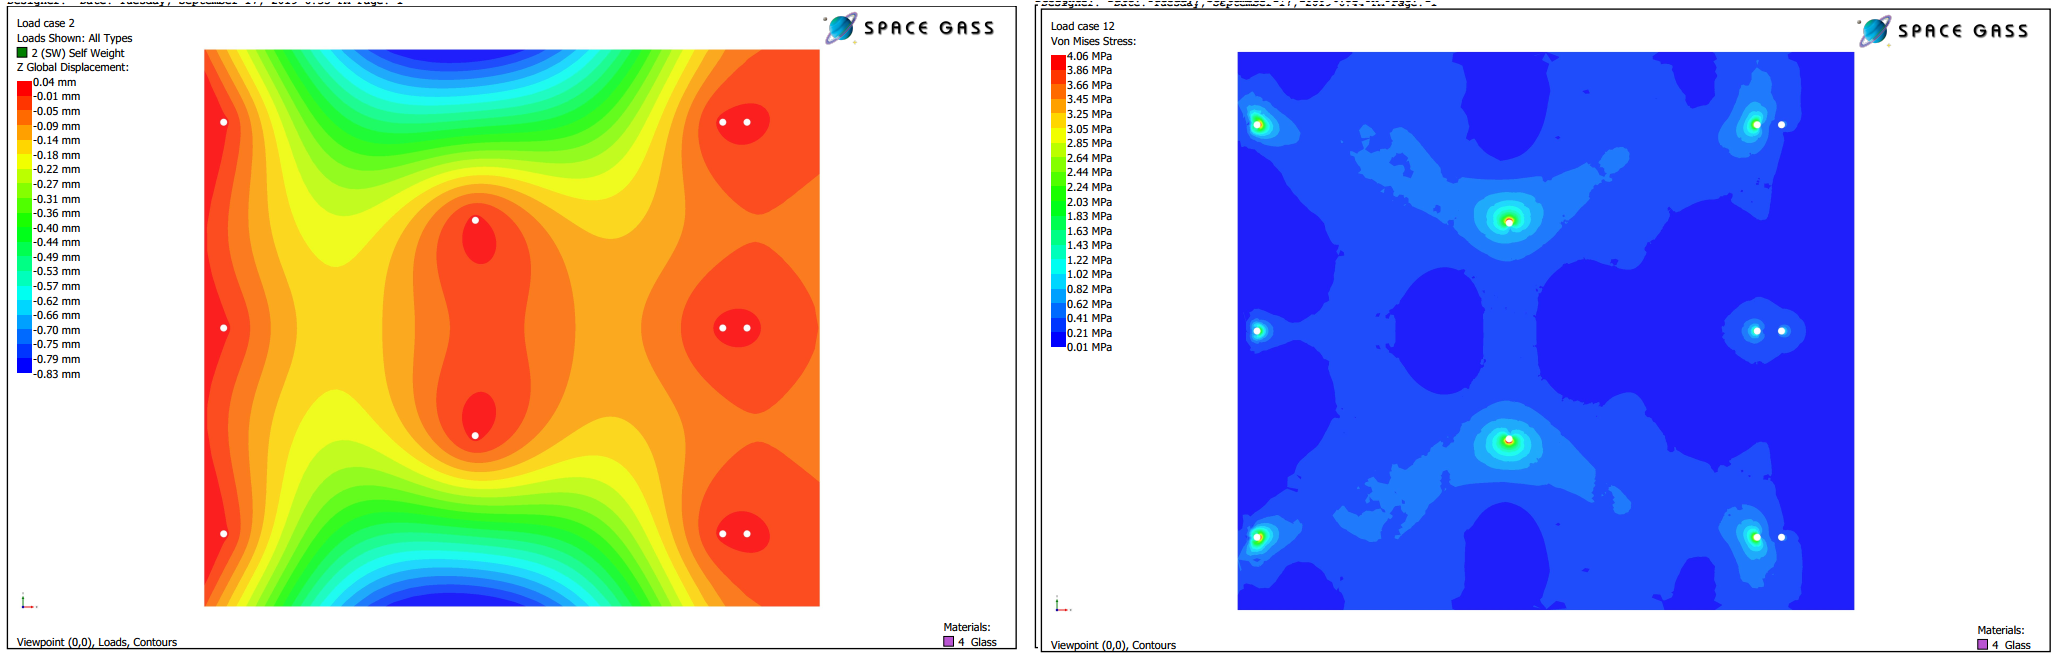 Load case 2
Loads Shown: All Types
2 (SW) Self Weight
Z Global Displacement:
0.04 mm
-0.01 mm
-0.05 mm
-0.09 mm
-0.14 mm
-0.18 mm
-0.22 mm
-0.27 mm
-0.31 mm
-0.36 mm
-0.40 mm
-0.44 mm
-0.49 mm
-0.53 mm
-0.57 mm
-0.62 mm
-0.66 mm
-0.70 mm
-0.75 mm
-0.79 mm
-0.83 mm
SPACE GASS
Materials:
4 Glass
Viewpoint (0,0), Loads, Contours
Load case 12
Von Mises Stress:
4.06 MPa
3.86 MPa
3.66 MPa
3.45 MPa
3.25 MPa
3.05 MPa
2.85 MPa
2.64 MPa
2.44 MPa
2.24 MPa
2.03 MPa
1.83 MPa
1.63 MPa
1.43 MPa
1.22 MPa
1.02 MPa
0.82 MPa
0.62 MPa
0.41 MPa
0.21 MPa
0.01 MPa
SPACE GASS
Materials:
4 Glass
Viewpoint (0,0), Contours